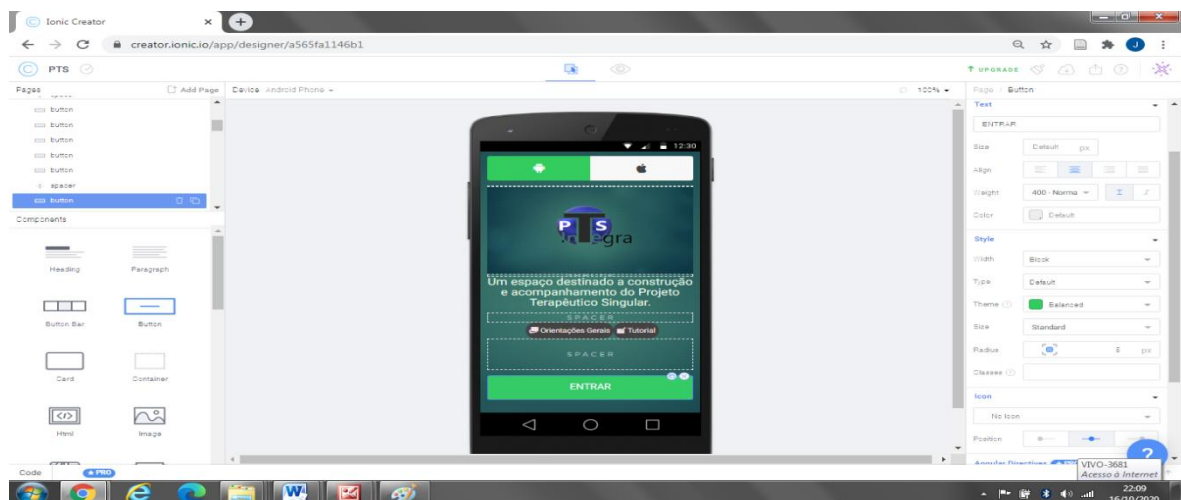 Ionic Creator
creator.ionic.io/app/designer/a565fa1146b1
PTS
UPGRADE
Pages
Add Page
Device Android Phone
100%
Page / Button
button
button
button
button
button
spacer
button
Components
Heading
Paragraph
Button Bar
Button
Card
Container
Html
Image
Code
PRO
12:30
PTS
Integra
Um espaço destinado a construção
e acompanhamento do Projeto
Terapêutico Singular.
SPACER
Orientações Gerais
Tutorial
SPACER
ENTRAR
Text
ENTRAR
Size Default px
Align
Weight 400 - Norma
Color Default
Style
Width Block
Type Default
Theme Balanced
Size Standard
Radius px
Classes
Icon
No Icon
Position
Angular Directives
VIVO-3681
Acesso à Internet
22:09
16/10/2020